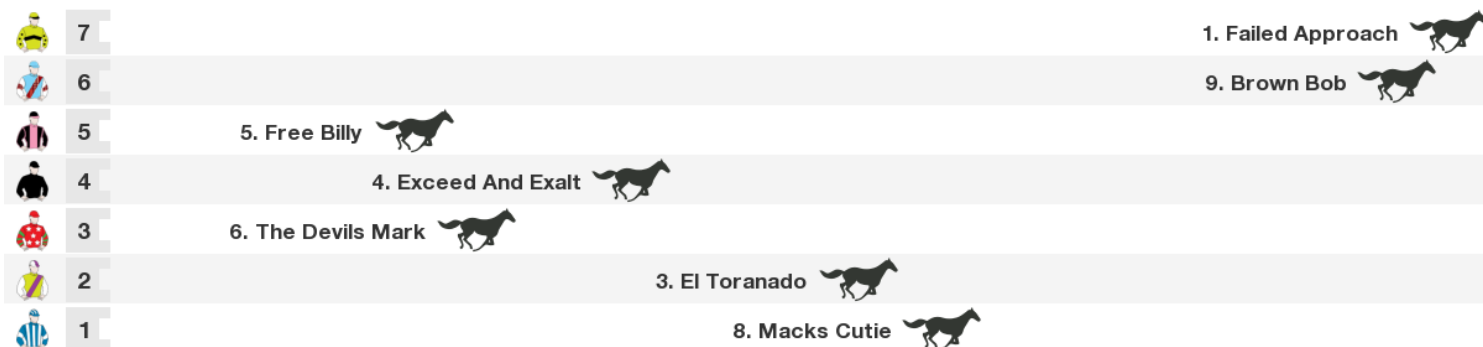 7 1. Failed Approach
6 9. Brown Bob
5 5. Free Billy
4 4. Exceed And Exalt
3 6. The Devils Mark
2 3. El Toranado
1 8. Macks Cutie